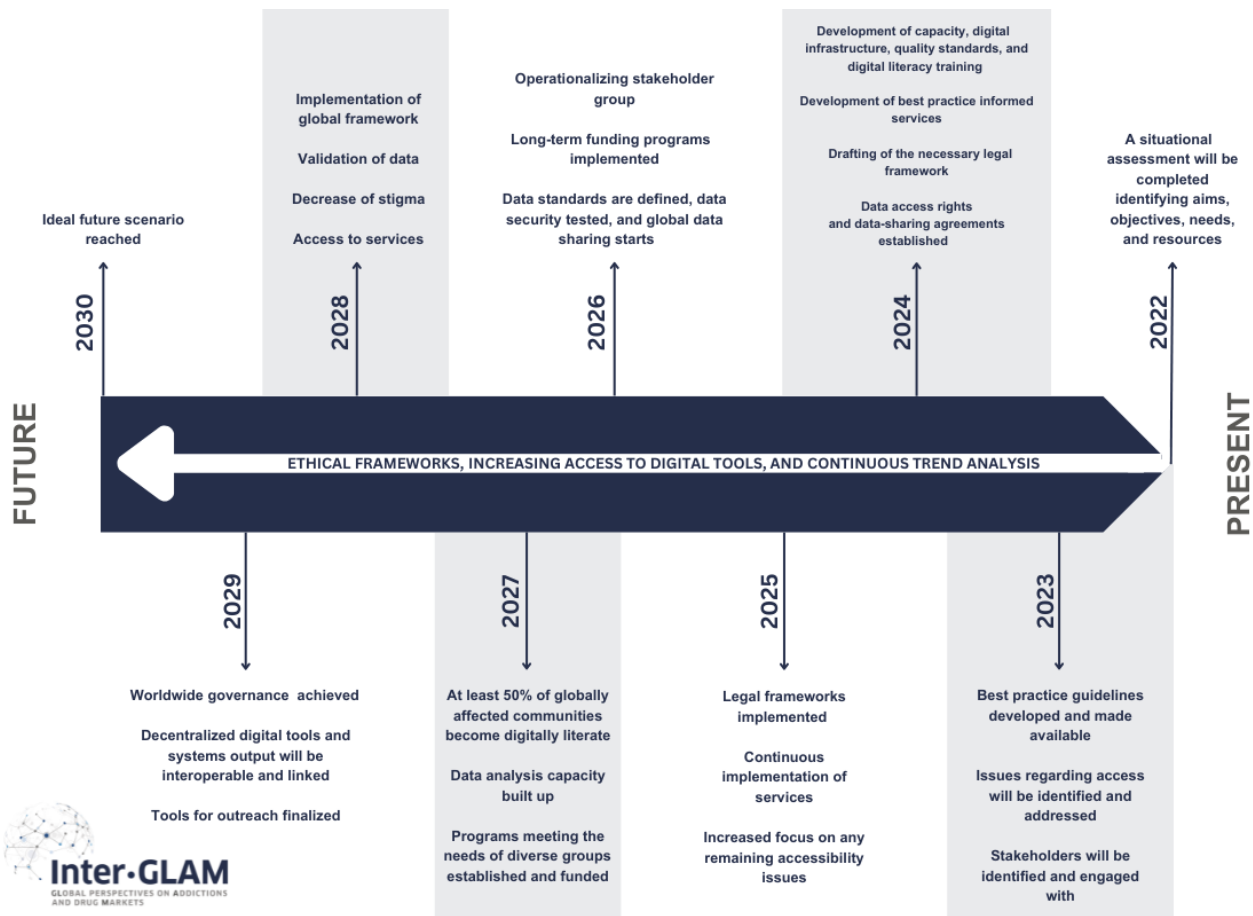 Ideal future scenario
reached
2030
Implementation of
global framework
Validation of data
Decrease of stigma
Access to services
2028
Operationalizing stakeholder
group
Long-term funding programs
implemented
Data standards are defined, data
security tested, and global data
sharing starts
2026
Development of capacity, digital
infrastructure, quality standards, and
digital literacy training
Development of best practice informed
services
Drafting of the necessary legal
framework
Data access rights
and data-sharing agreements
established
2024
A situational
assessment will be
completed
identifying aims,
objectives, needs,
and resources
2022
FUTURE
ETHICAL FRAMEWORKS, INCREASING ACCESS TO DIGITAL TOOLS, AND CONTINUOUS TREND ANALYSIS
PRESENT
2029
Worldwide governance achieved
Decentralized digital tools and
systems output will be
interoperable and linked
Tools for outreach finalized
2027
At least 50% of globally
affected communities
become digitally literate
Data analysis capacity
built up
Programs meeting the
needs of diverse groups
established and funded
2025
Legal frameworks
implemented
Continuous
implementation of
services
Increased focus on any
remaining accessibility
issues
2023
Best practice guidelines
developed and made
available
Issues regarding access
will be identified and
addressed
Stakeholders will be
identified and engaged
with
Inter·GLAM
GLOBAL PERSPECTIVES ON ADDICTIONS
AND DRUG MARKETS